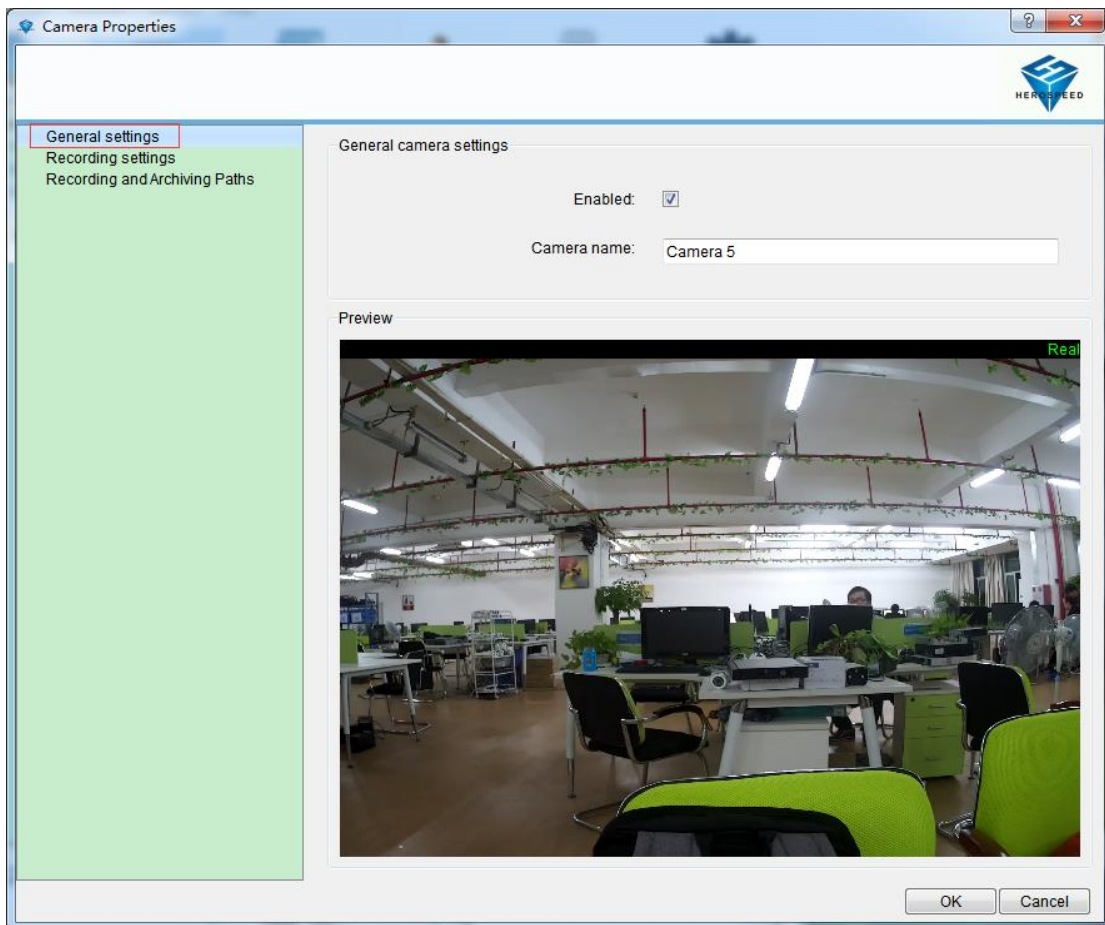 Camera Properties
?
HEROSPEED
General settings
Recording settings
Recording and Archiving Paths
General camera settings
Enabled:
Camera name:
Camera 5
Preview
Real
OK
Cancel